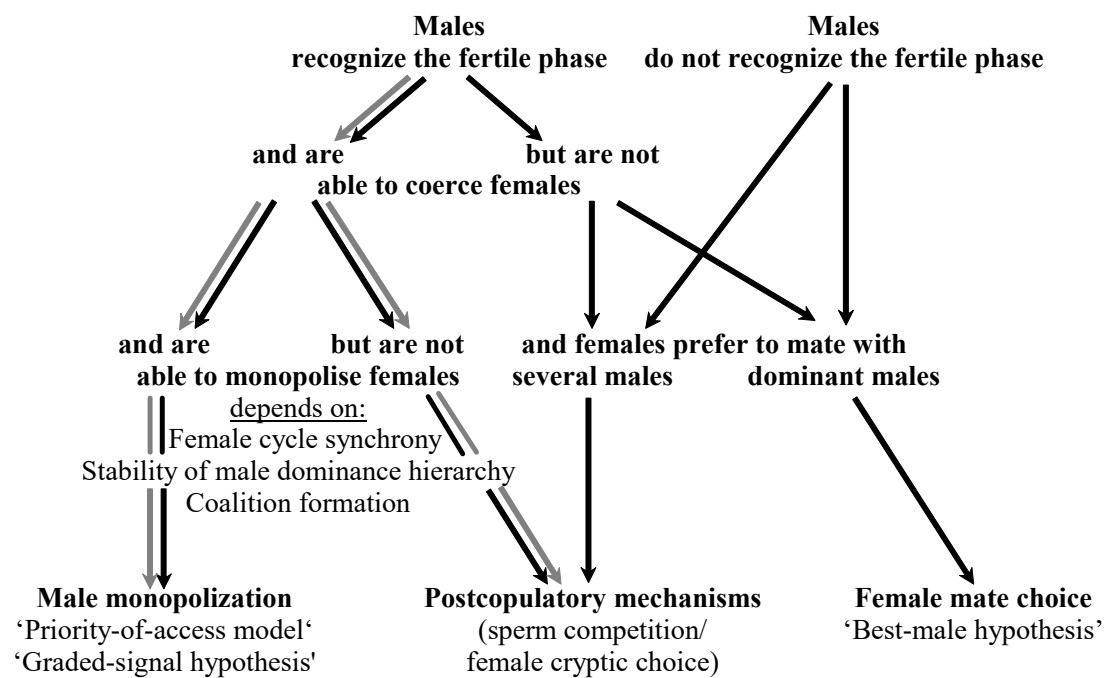 Males
recognize the fertile phase
Males
do not recognize the fertile phase
and are
but are not
able to coerce females
and are
but are not
able to monopolise females
and females prefer to mate with
several males
dominant males
depends on:
Female cycle synchrony
Stability of male dominance hierarchy
Coalition formation
Male monopolization
‘Priority-of-access model‘
‘Graded-signal hypothesis'
Postcopulatory mechanisms
(sperm competition/
female cryptic choice)
Female mate choice
‘Best-male hypothesis’